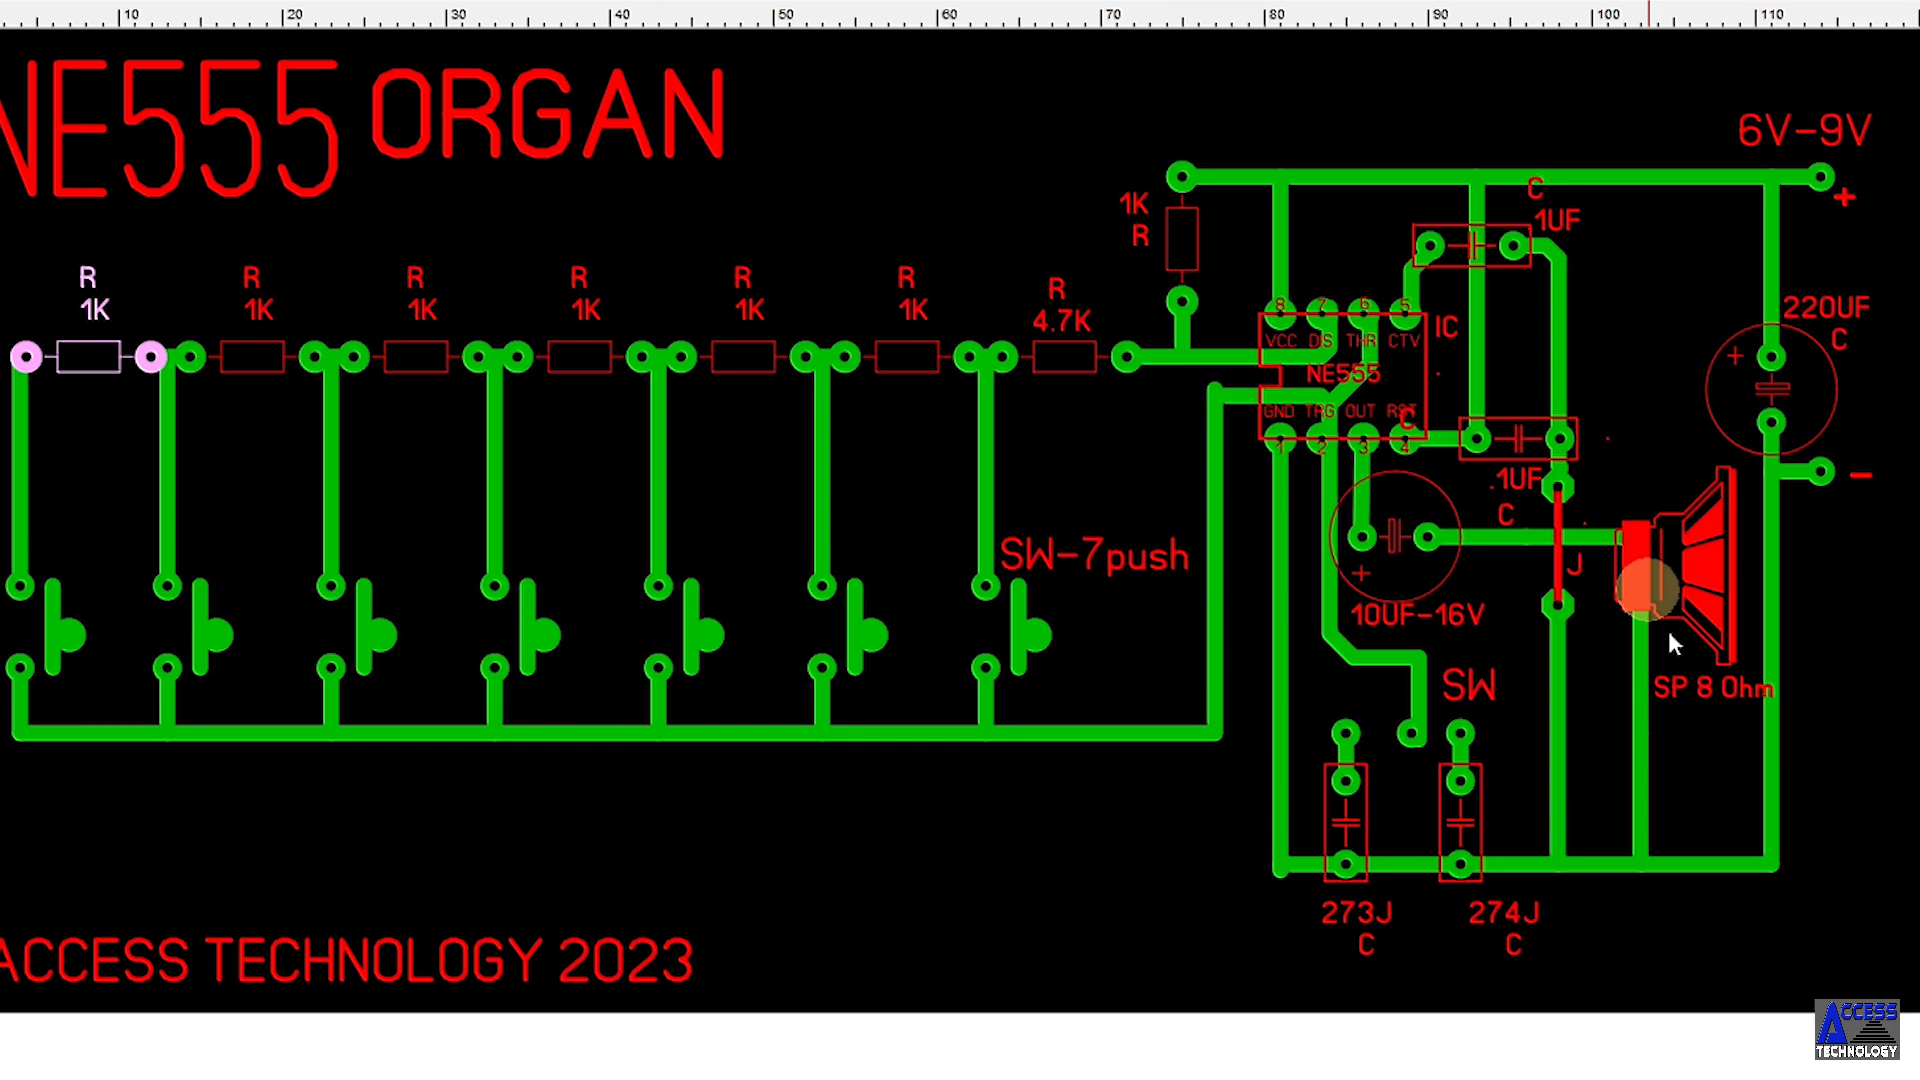 10 20 30 40 50 60 70 80 90 100 110
NE555 ORGAN
6V-9V
+
C
1UF
1K
R
R
1K
R
1K
R
1K
R
1K
R
1K
R
1K
R
4.7K
8 7 6 5
IC
VCC DIS THR CTV
NE555
GND TRG OUT RST
C
1 2 3 4
220UF
C
+
-
.1UF
C
SW-7push
J
+
10UF-16V
SW
SP 8 Ohm
273J
C
274J
C
ACCESS TECHNOLOGY 2023
ACCESS
TECHNOLOGY